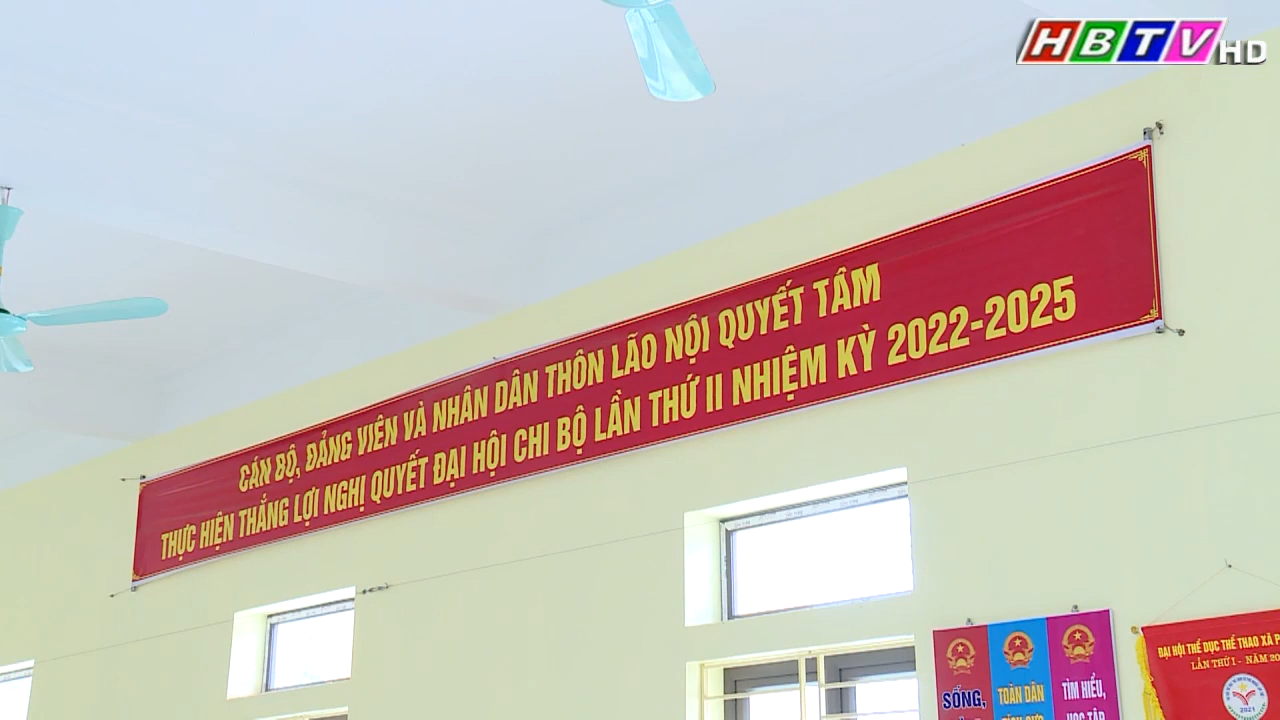 HBTV HD
CÁN BỘ, ĐẢNG VIÊN VÀ NHÂN DÂN THÔN LÃO NỘI QUYẾT TÂM
THỰC HIỆN THẮNG LỢI NGHỊ QUYẾT ĐẠI HỘI CHI BỘ LẦN THỨ II NHIỆM KỲ 2022-2025
SỐNG,
TOÀN DÂN
TÌM HIỂU,
HỌC TẬP
ĐẠI HỘI THỂ DỤC THỂ THAO XÃ
LẦN THỨ I - NĂM
2021